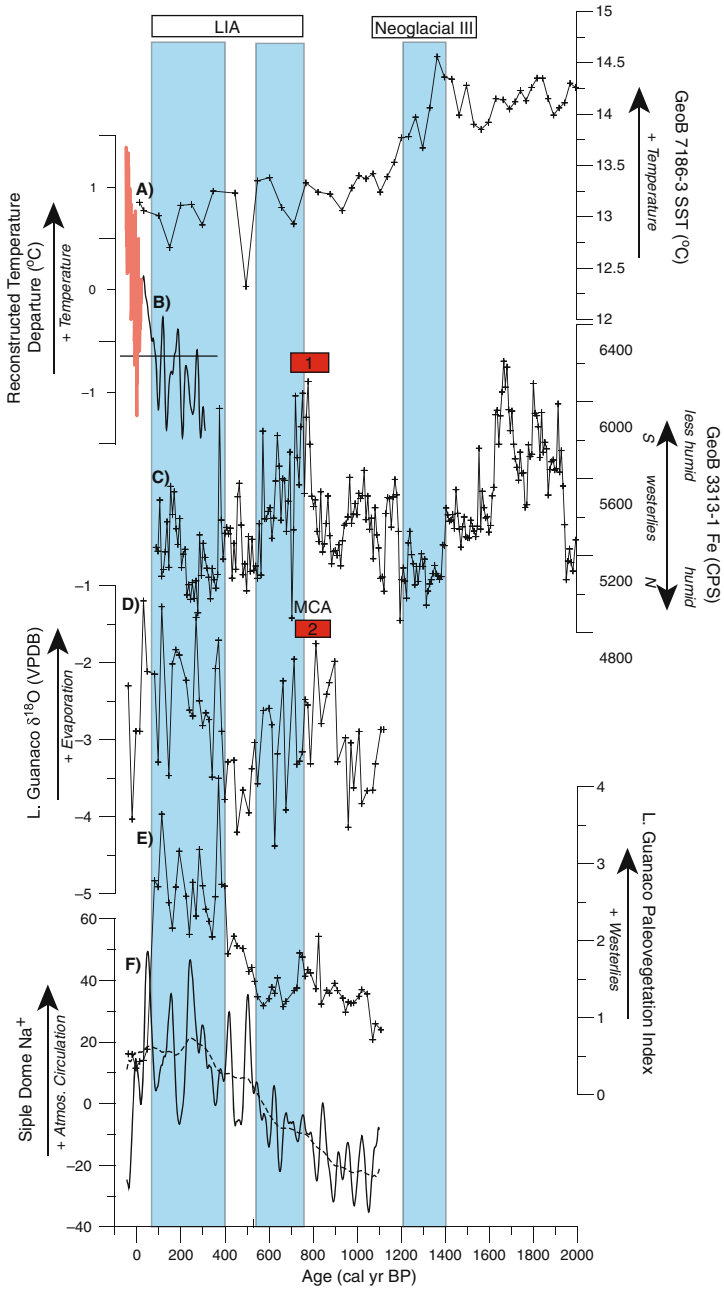 LIA
Neoglacial III
15
14.5
14
13.5
13
12.5
12
GeoB 7186-3 SST (°C)
+ Temperature
A)
1
0
−1
Reconstructed Temperature
Departure (°C)
+ Temperature
B)
1
6400
6000
5600
5200
4800
GeoB 3313-1 Fe (CPS)
less humid
humid
S westerlies N
C)
−1
−2
−3
−4
−5
L. Guanaco δ18O (VPDB)
+ Evaporation
D)
MCA
2
4
3
2
1
0
L. Guanaco Paleovegetation Index
+ Westerlies
E)
60
40
20
0
−20
−40
Siple Dome Na+
+ Atmos. Circulation
F)
0 200 400 600 800 1000 1200 1400 1600 1800 2000
Age (cal yr BP)